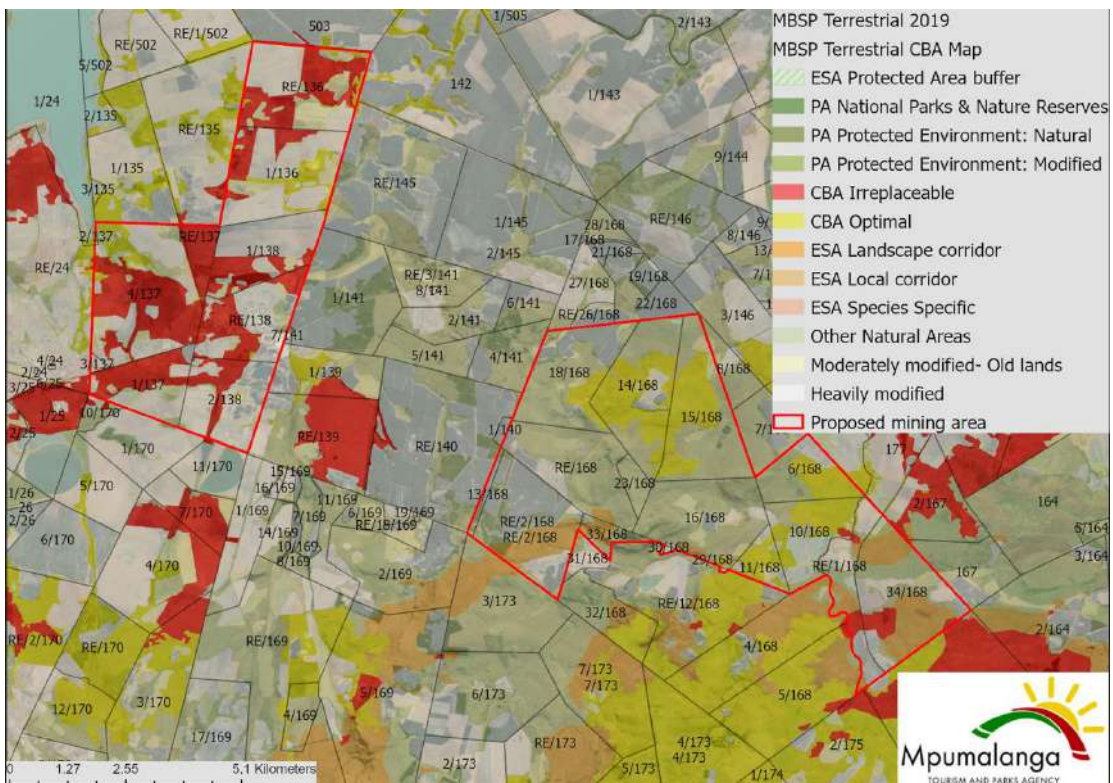 MBSP Terrestrial 2019
MBSP Terrestrial CBA Map
ESA Protected Area buffer
PA National Parks & Nature Reserves
PA Protected Environment: Natural
PA Protected Environment: Modified
CBA Irreplaceable
CBA Optimal
ESA Landscape corridor
ESA Local corridor
ESA Species Specific
Other Natural Areas
Moderately modified- Old lands
Heavily modified
Proposed mining area
503
1/505
2/143
RE/502
RE/1/502
5/502
1/24
RE/136
142
1/143
2/135
RE/135
1/135
1/136
3/135
RE/145
9/144
RE/146
28/168
1/145
17/168
21/168
8/146
2/137
RE/137
RE/24
1/138
2/145
19/168
27/168
RE/3/141
8/141
4/137
1/141
6/141
22/168
RE/138
RE/26/168
3/146
2/141
7/141
5/141
4/141
4/24
3/137
2/24
18/168
8/168
1/139
14/168
3/25
1/137
2/138
1/25
10/170
15/168
2/25
RE/139
RE/140
1/140
1/170
177
11/170
RE/168
6/168
15/169
5/170
16/169
23/168
1/26
13/168
2/167
164
26
7/170
1/169
11/169
7/169
6/169
19/169
2/26
RE/18/169
RE/2/168
16/168
10/168
14/169
6/170
RE/2/168
33/168
5/164
10/169
30/168
3/164
4/170
8/169
31/168
29/168
11/168
RE/1/168
167
2/169
34/168
3/173
32/168
RE/12/168
RE/2/170
RE/170
RE/169
4/168
2/164
7/173
7/173
5/169
6/173
5/168
12/170
3/170
4/169
17/169
RE/173
4/173
4/173
2/175
2/173
5/173
1/174
0 1.27 2.55 5,1 Kilometers
Mpumalanga
TOURISM AND PARKS AGENCY